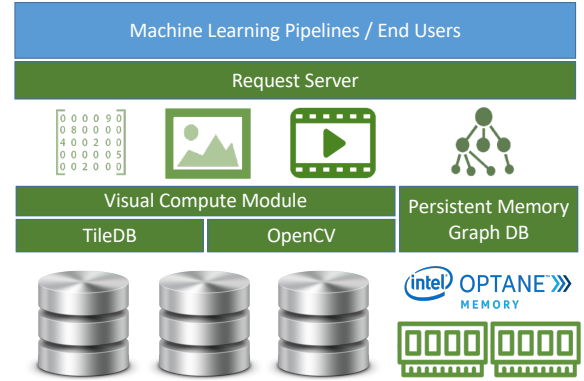 Machine Learning Pipelines / End Users
Request Server
0 0 0 0 9 0
0 8 0 0 0 0
4 0 0 2 0 0
0 0 0 0 0 5
0 0 2 0 0 0
Visual Compute Module
TileDB
OpenCV
Persistent Memory
Graph DB
intel OPTANE™
MEMORY